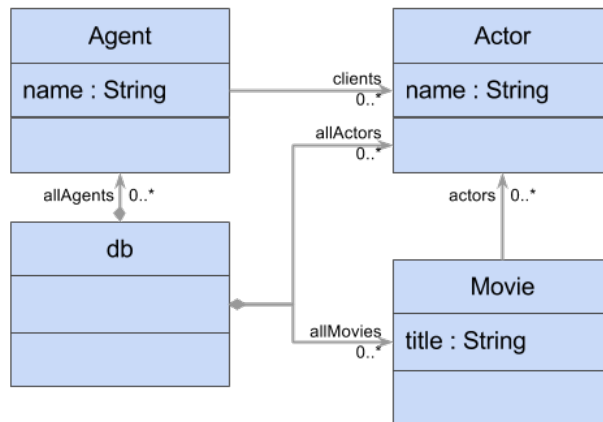 Agent
name : String
clients
0..*
Actor
name : String
allActors
0..*
allAgents
0..*
actors
0..*
db
allMovies
0..*
Movie
title : String